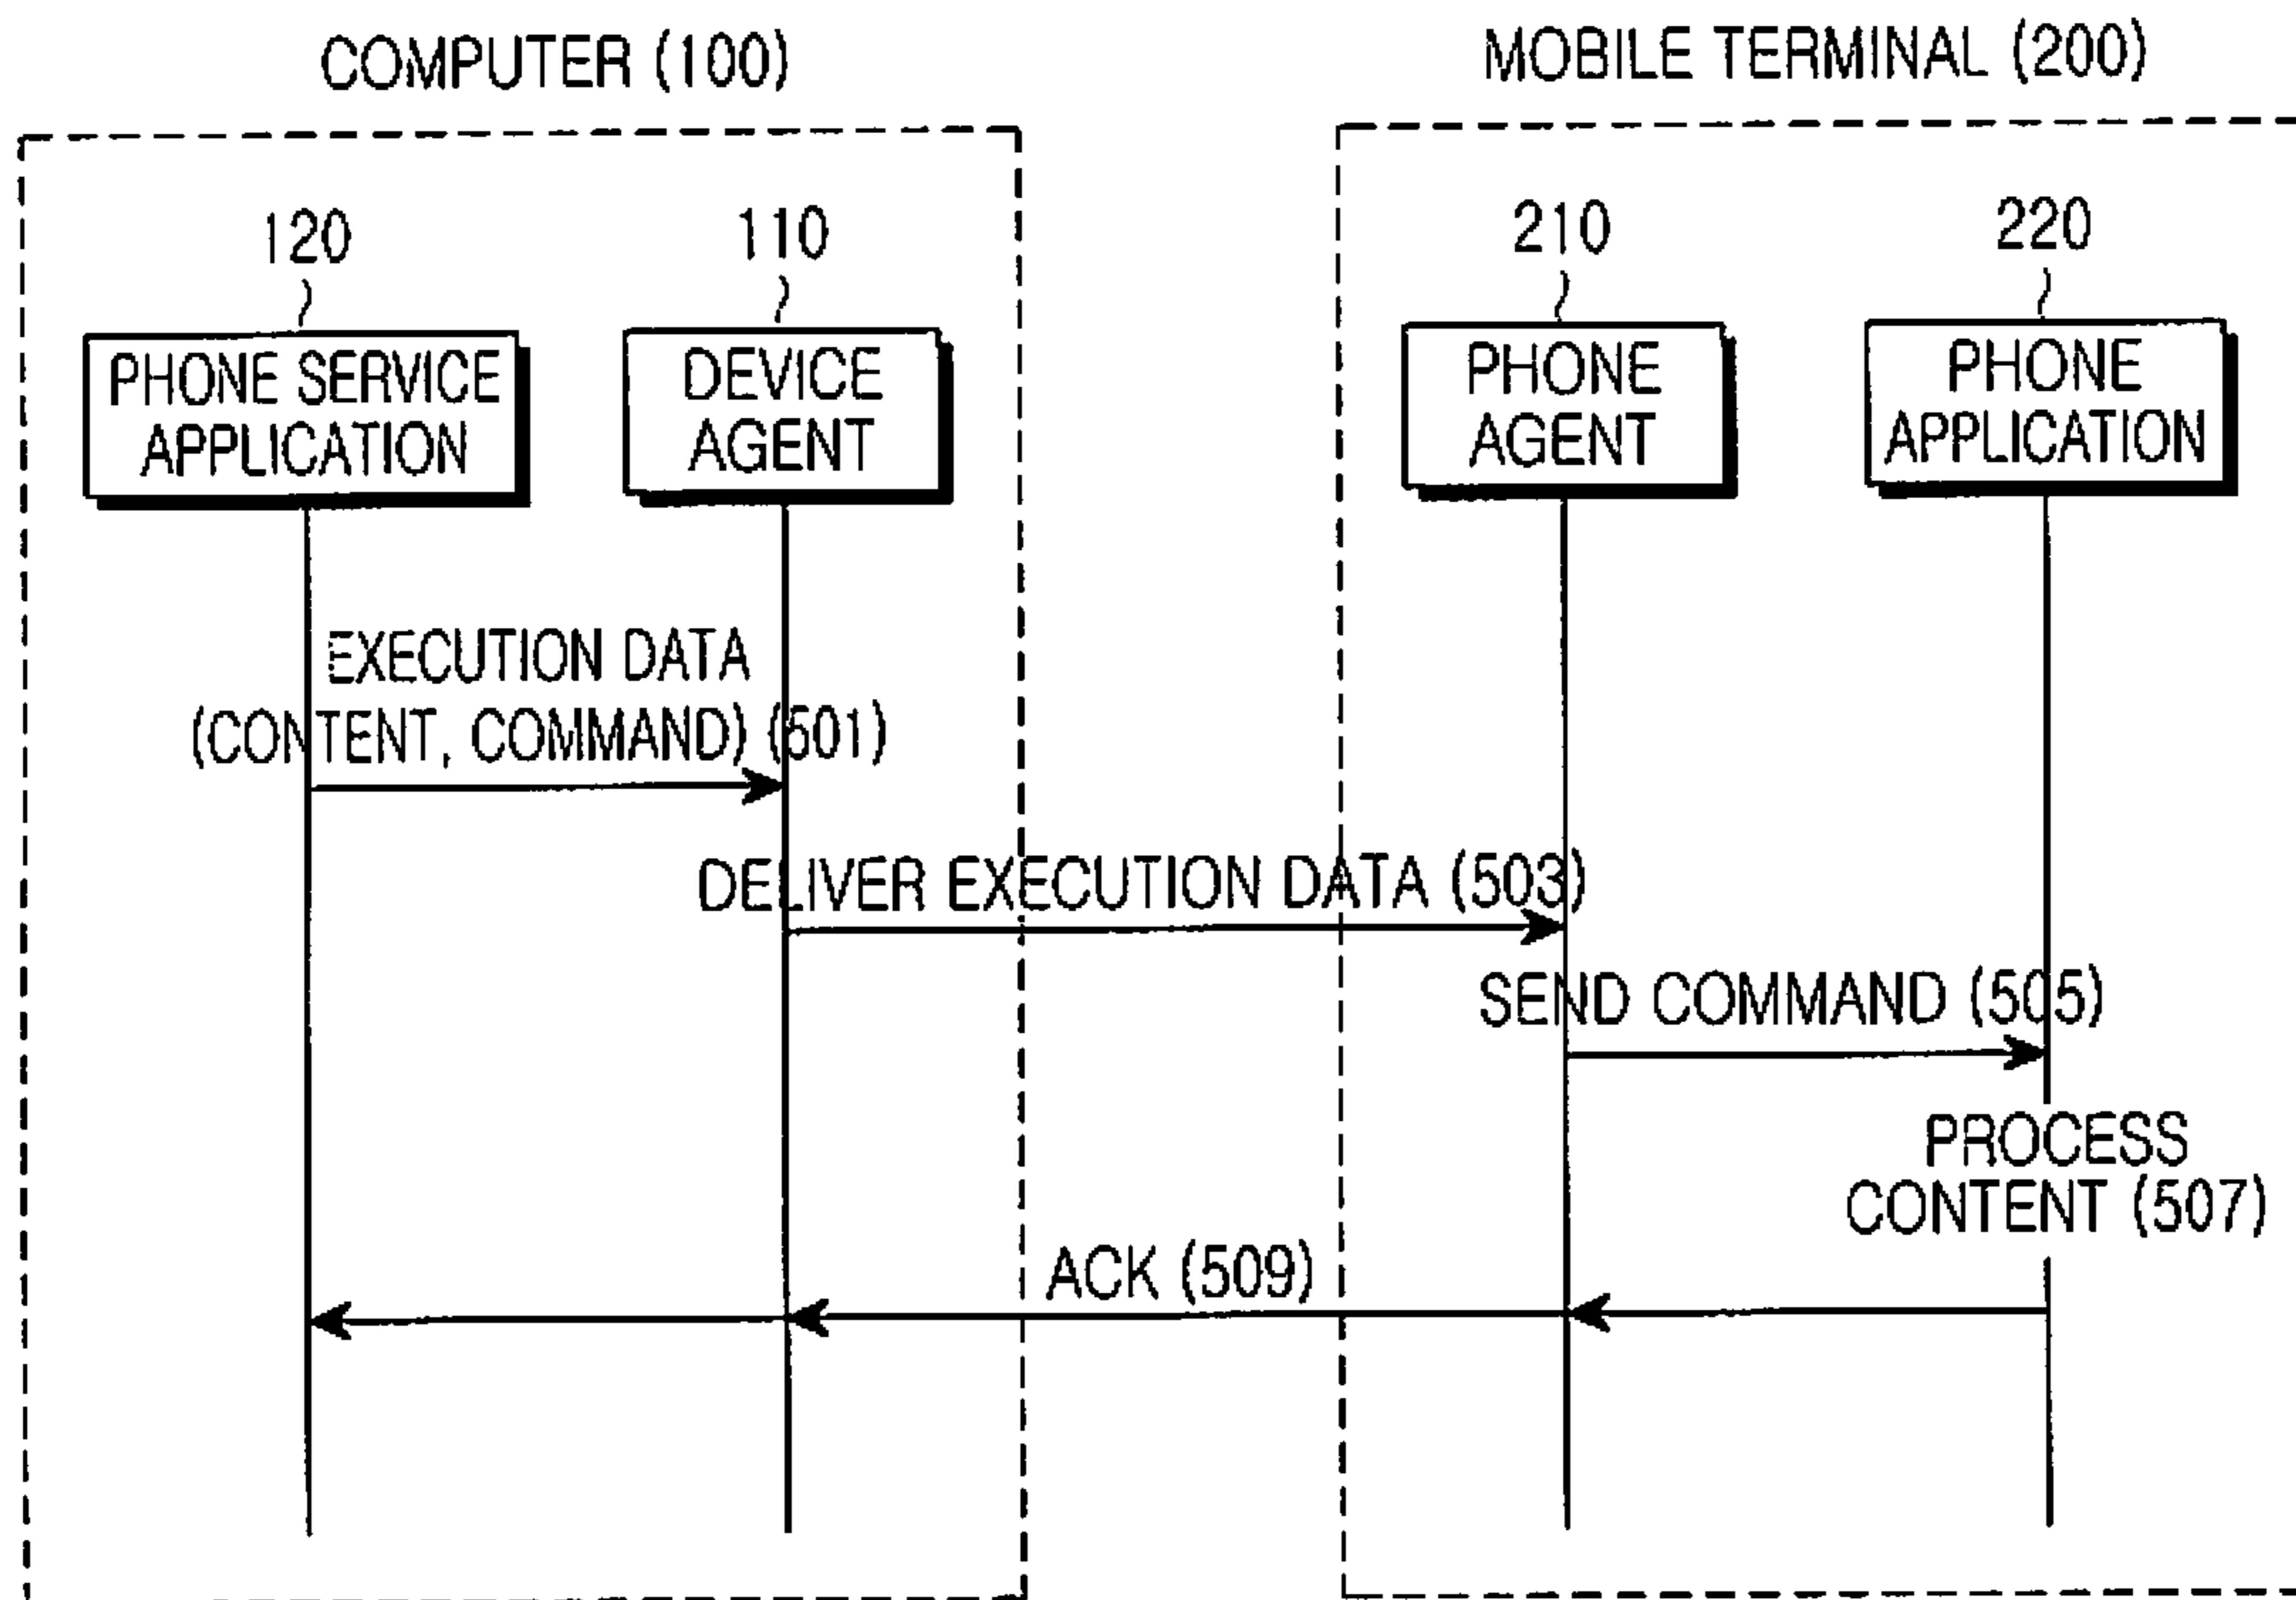 COMPUTER (100)
MOBILE TERMINAL (200)
120
110
210
220
PHONE SERVICE
APPLICATION
DEVICE
AGENT
PHONE
AGENT
PHONE
APPLICATION
EXECUTION DATA
(CONTENT, COMMAND) (501)
DELIVER EXECUTION DATA (503)
SEND COMMAND (505)
PROCESS
CONTENT (507)
ACK (509)